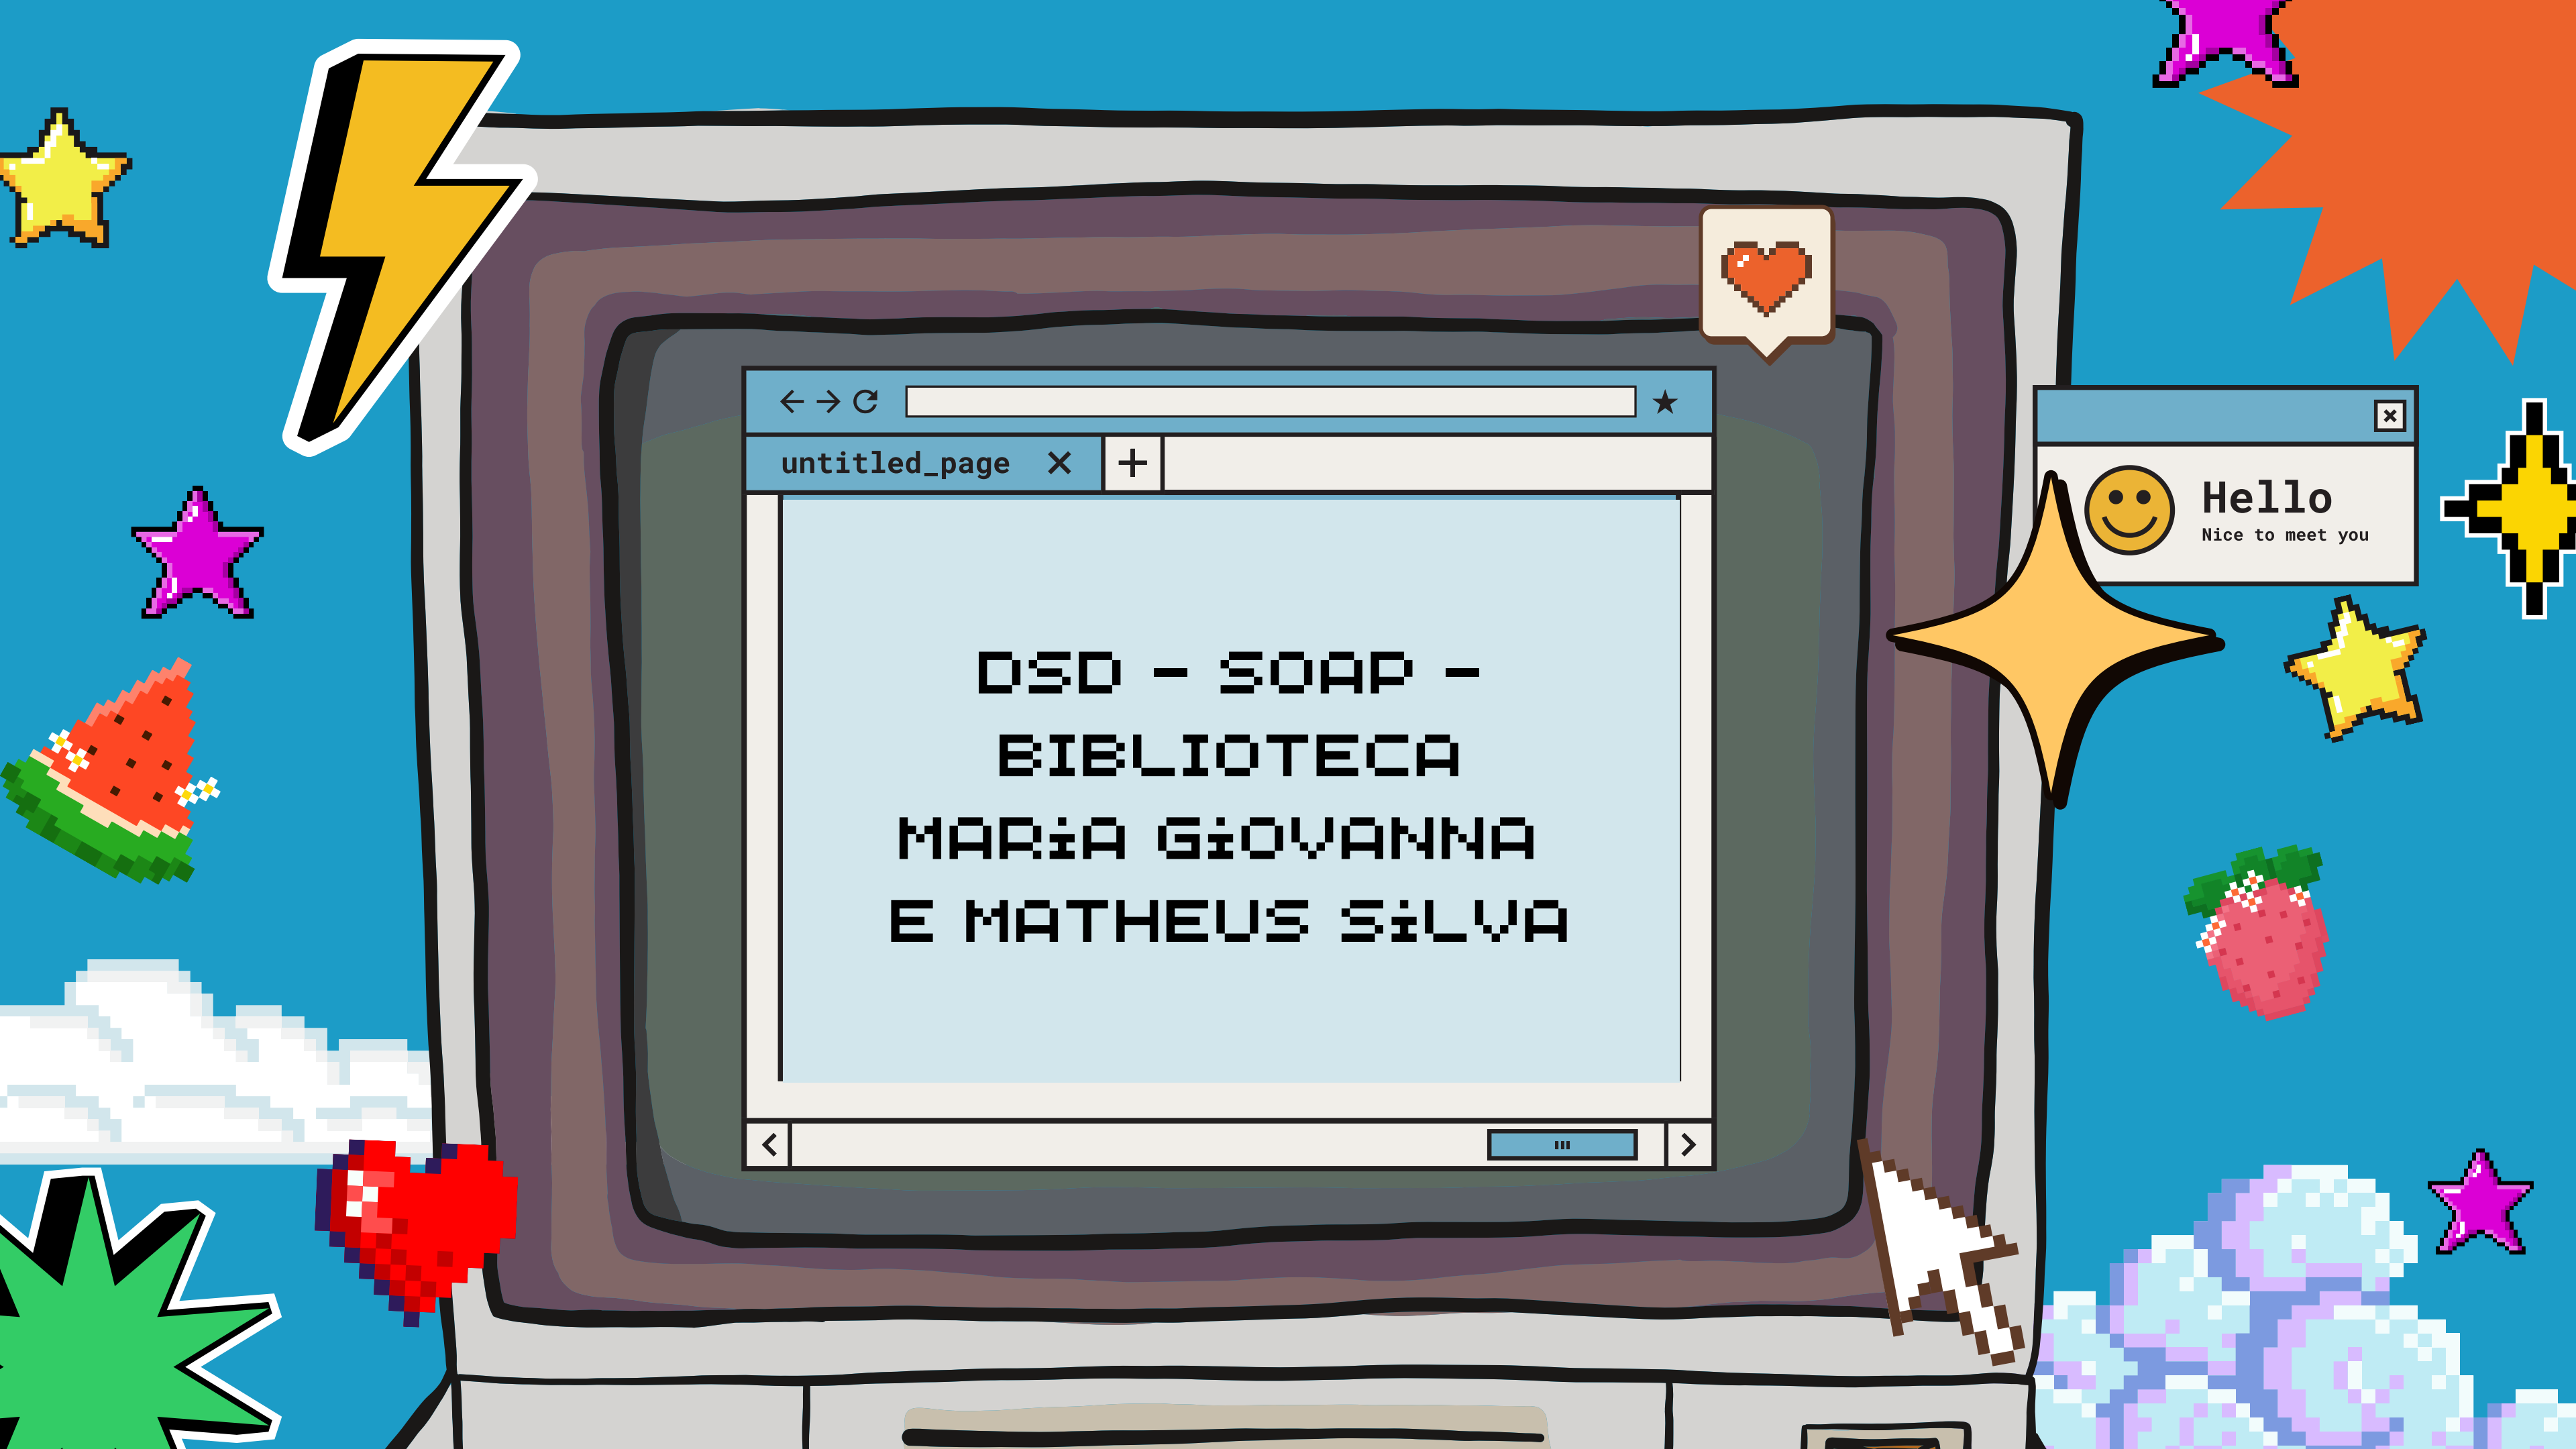 untitled_page
DSD - SOAP -
BIBLIOTECA
MARiA GiOVANNA
E MATHEUS SiLVA
Hello
Nice to meet you